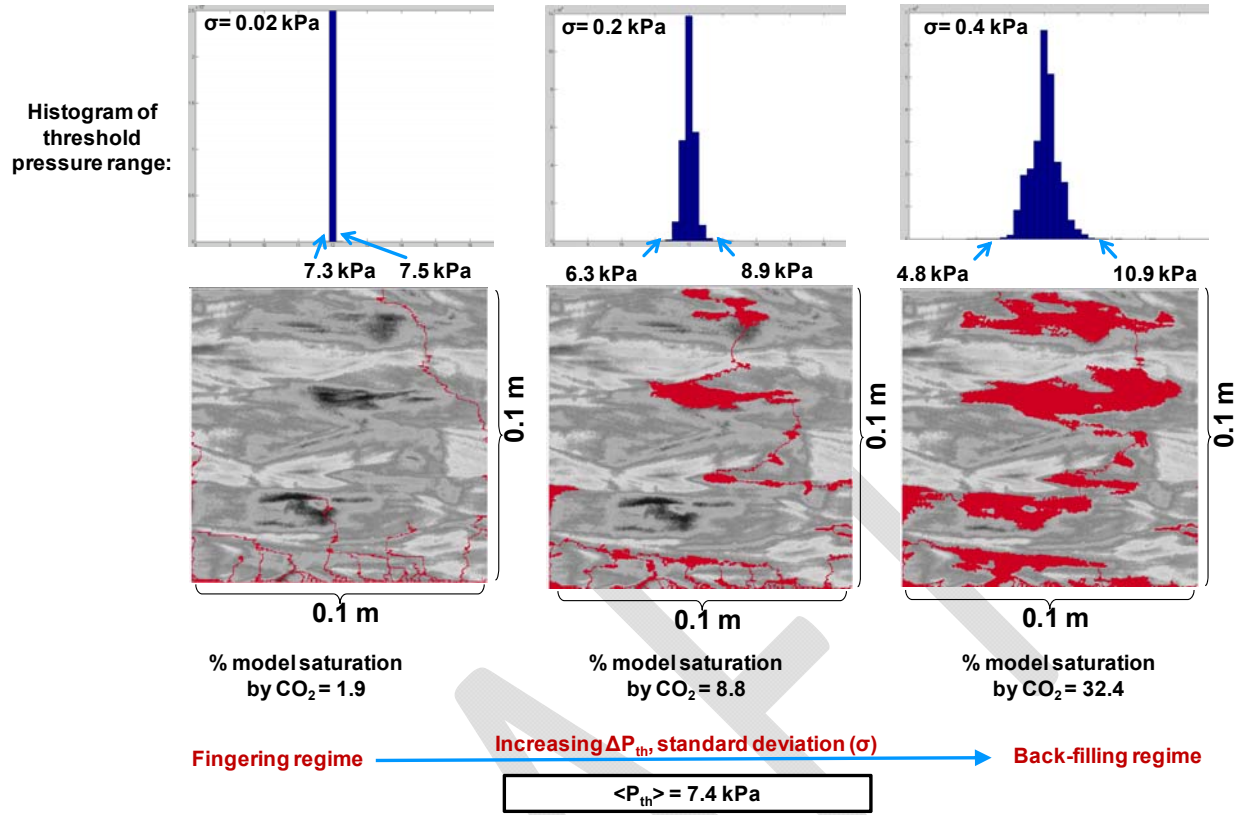 σ= 0.02 kPa
σ= 0.2 kPa
σ= 0.4 kPa
Histogram of
threshold
pressure range:
7.3 kPa
7.5 kPa
6.3 kPa
8.9 kPa
4.8 kPa
10.9 kPa
0.1 m
0.1 m
0.1 m
0.1 m
0.1 m
0.1 m
% model saturation
by CO₂ = 1.9
% model saturation
by CO₂ = 8.8
% model saturation
by CO₂ = 32.4
Fingering regime
Increasing ΔPth, standard deviation (σ)
Back-filling regime
<Pth> = 7.4 kPa